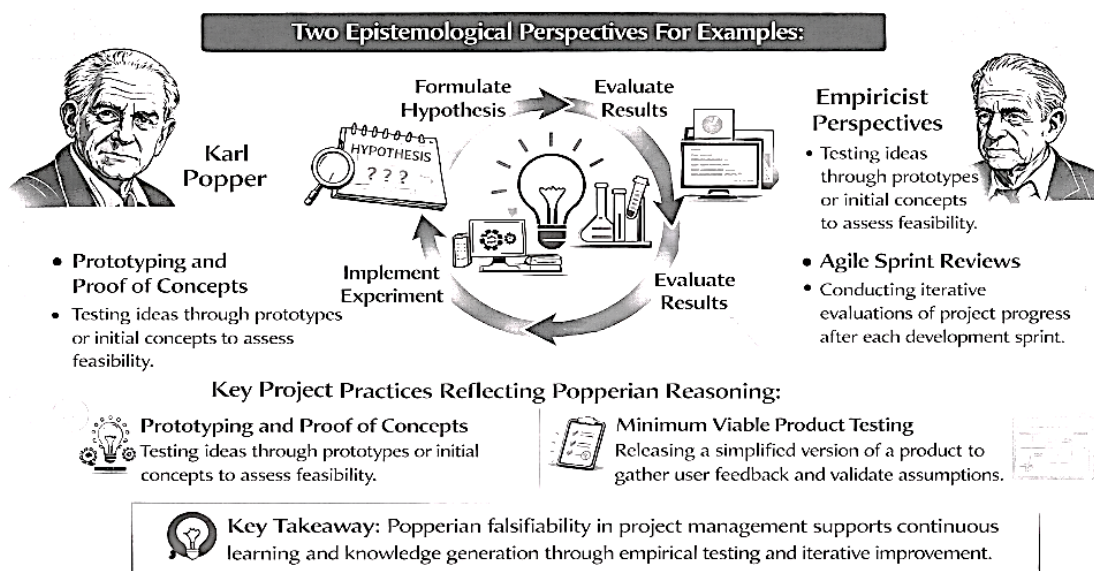 Two Epistemological Perspectives For Examples:
Karl
Popper
Formulate
Hypothesis
Evaluate
Results
HYPOTHESIS
? ? ?
Implement
Experiment
Evaluate
Results
Empiricist
Perspectives
• Testing ideas
through prototypes
or initial concepts
to assess feasibility.
• Prototyping and
Proof of Concepts
• Testing ideas through prototypes
or initial concepts to assess
feasibility.
• Agile Sprint Reviews
• Conducting iterative
evaluations of project progress
after each development sprint.
Key Project Practices Reflecting Popperian Reasoning:
Prototyping and Proof of Concepts
Testing ideas through prototypes or initial
concepts to assess feasibility.
Minimum Viable Product Testing
Releasing a simplified version of a product to
gather user feedback and validate assumptions.
Key Takeaway: Popperian falsifiability in project management supports continuous
learning and knowledge generation through empirical testing and iterative improvement.